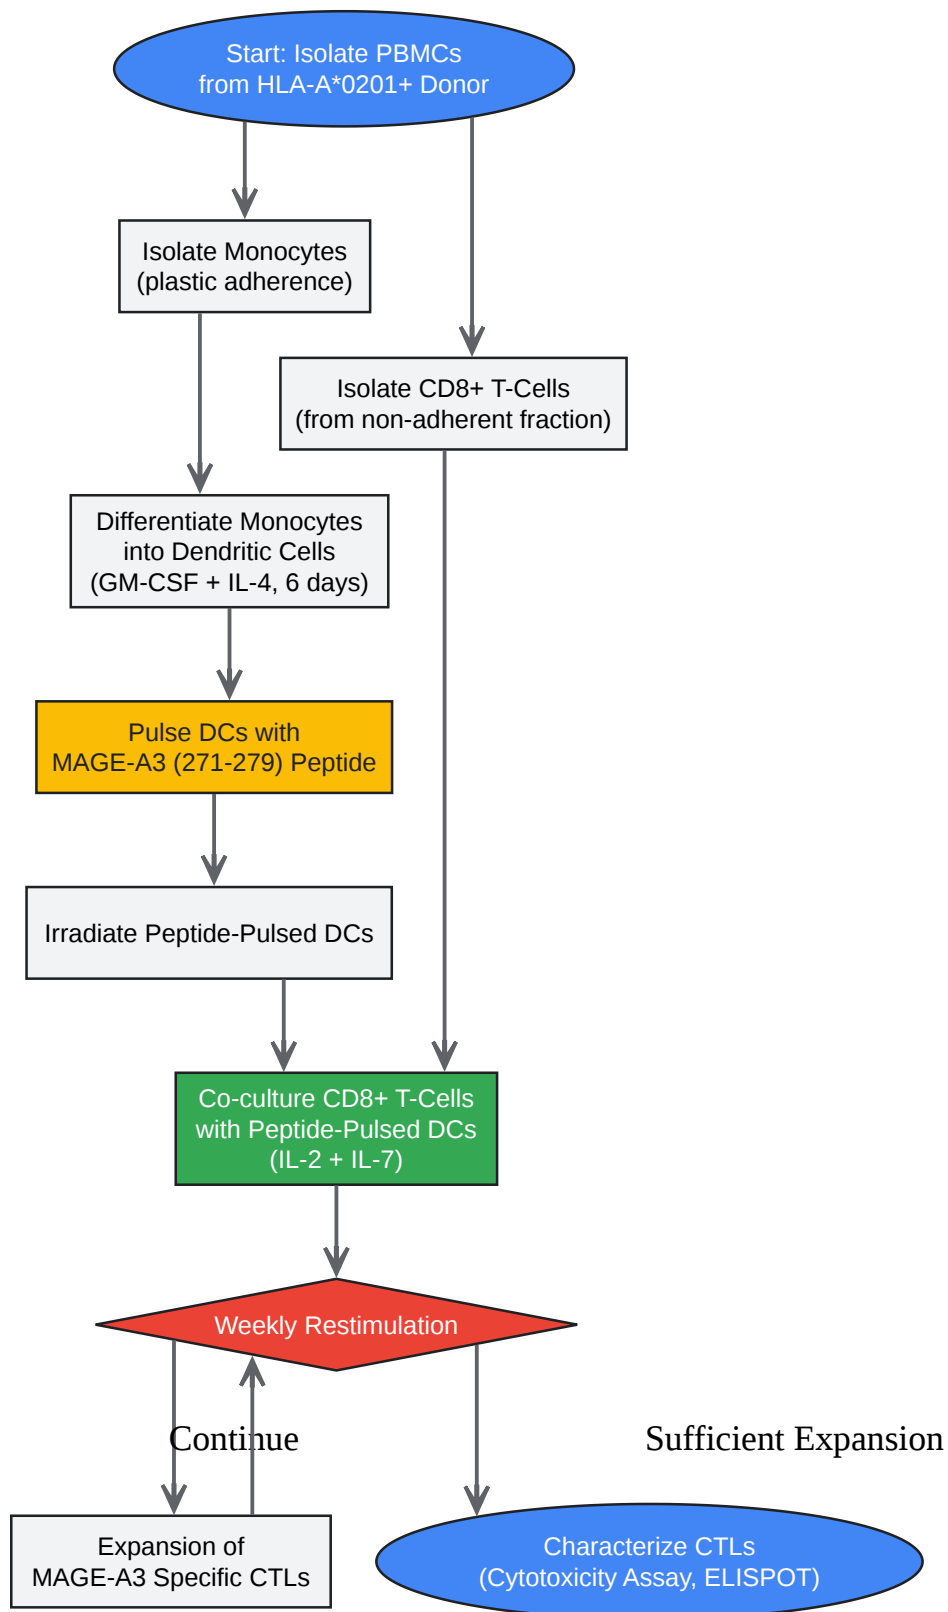 Start: Isolate PBMCs
from HLA-A*0201+ Donor
Isolate Monocytes
(plastic adherence)
Isolate CD8+ T-Cells
(from non-adherent fraction)
Differentiate Monocytes
into Dendritic Cells
(GM-CSF + IL-4, 6 days)
Pulse DCs with
MAGE-A3 (271-279) Peptide
Irradiate Peptide-Pulsed DCs
Co-culture CD8+ T-Cells
with Peptide-Pulsed DCs
(IL-2 + IL-7)
Weekly Restimulation
Continue
Sufficient Expansion
Expansion of
MAGE-A3 Specific CTLs
Characterize CTLs
(Cytotoxicity Assay, ELISPOT)